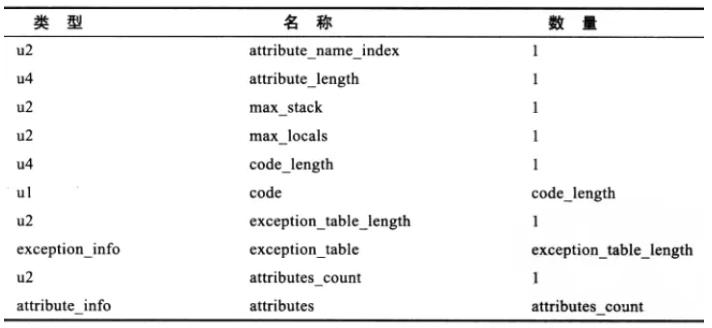 类 型 名 称 数 量
u2 attribute_name_index 1
u4 attribute_length 1
u2 max_stack 1
u2 max_locals 1
u4 code_length 1
u1 code code_length
u2 exception_table_length 1
exception_info exception_table exception_table_length
u2 attributes_count 1
attribute_info attributes attributes_count